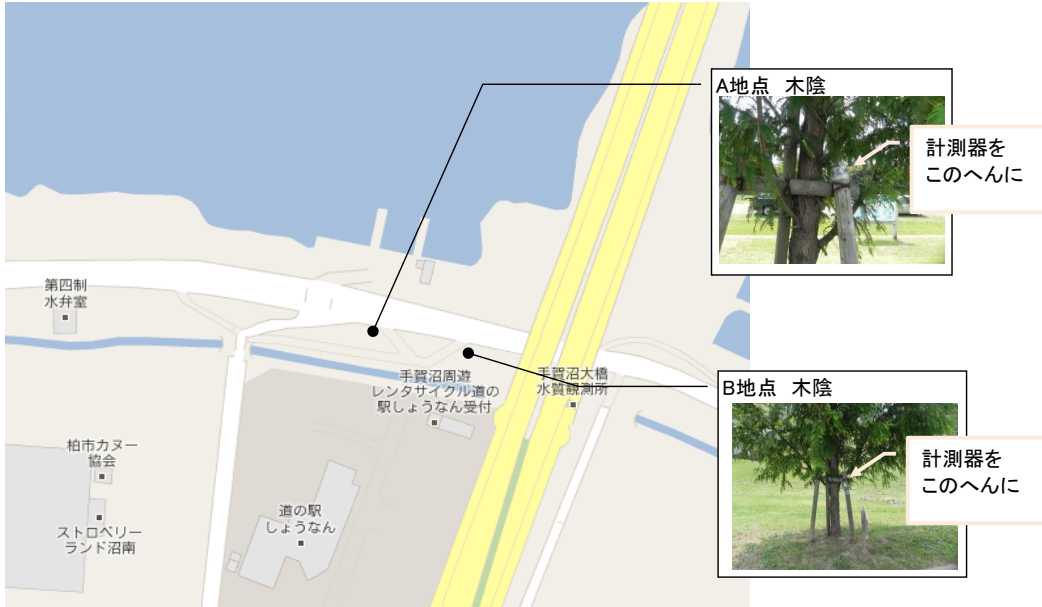 A地点 木陰
計測器を
このへんに
第四制
水弁室
手賀沼周遊
レンタサイクル道の
駅しょうなん受付
手賀沼大橋
水質観測所
B地点 木陰
計測器を
このへんに
柏市カヌー
協会
ストロベリー
ランド沼南
道の駅
しょうなん